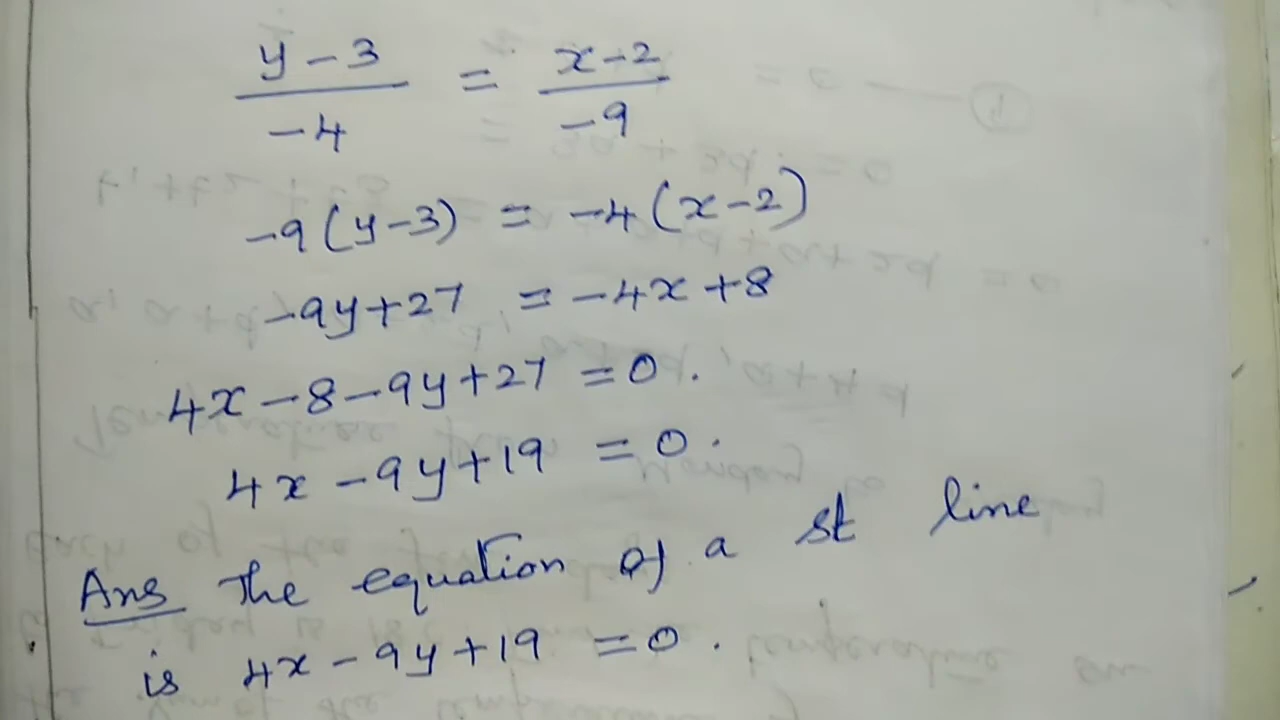 y-3 / -4 = x-2 / -9
-9(y-3) = -4(x-2)
-9y+27 = -4x+8
4x-8-9y+27 =0.
4x-9y+19 =0.
Ans The equation of a st line
is 4x-9y+19 =0.